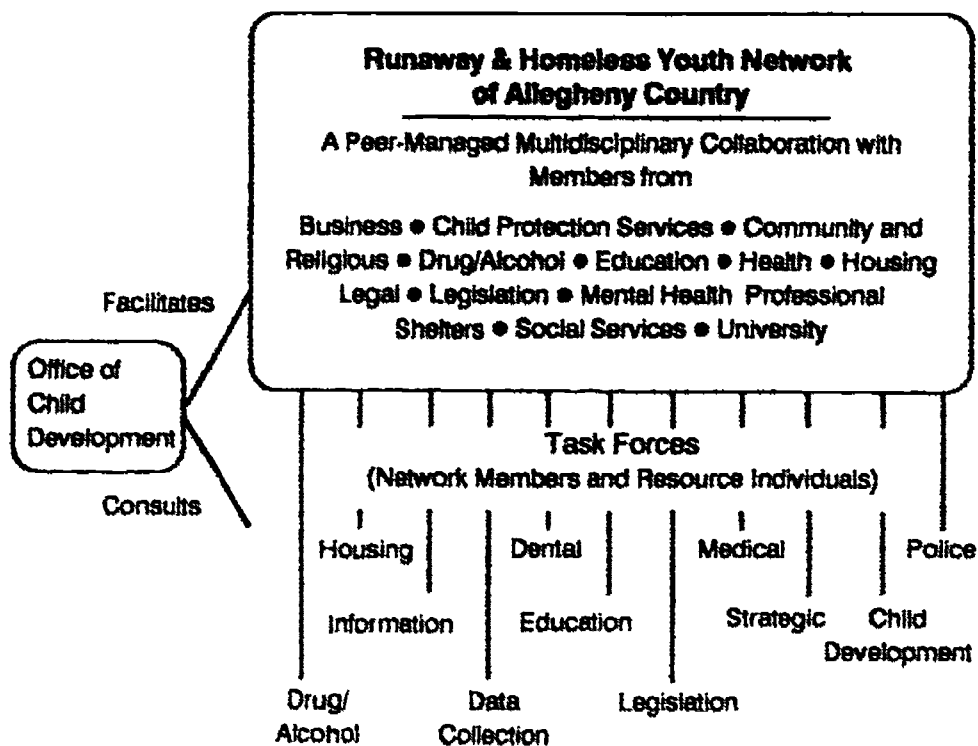 Runaway & Homeless Youth Network
of Allegheny Country
A Peer-Managed Multidisciplinary Collaboration with
Members from
Business ● Child Protection Services ● Community and
Religious ● Drug/Alcohol ● Education ● Health ● Housing
Legal ● Legislation ● Mental Health Professional
Shelters ● Social Services ● University
Facilitates
Office of
Child
Development
Consults
Task Forces
(Network Members and Resource Individuals)
Housing
Dental
Medical
Police
Information
Education
Strategic
Child
Development
Drug/
Alcohol
Data
Collection
Legislation